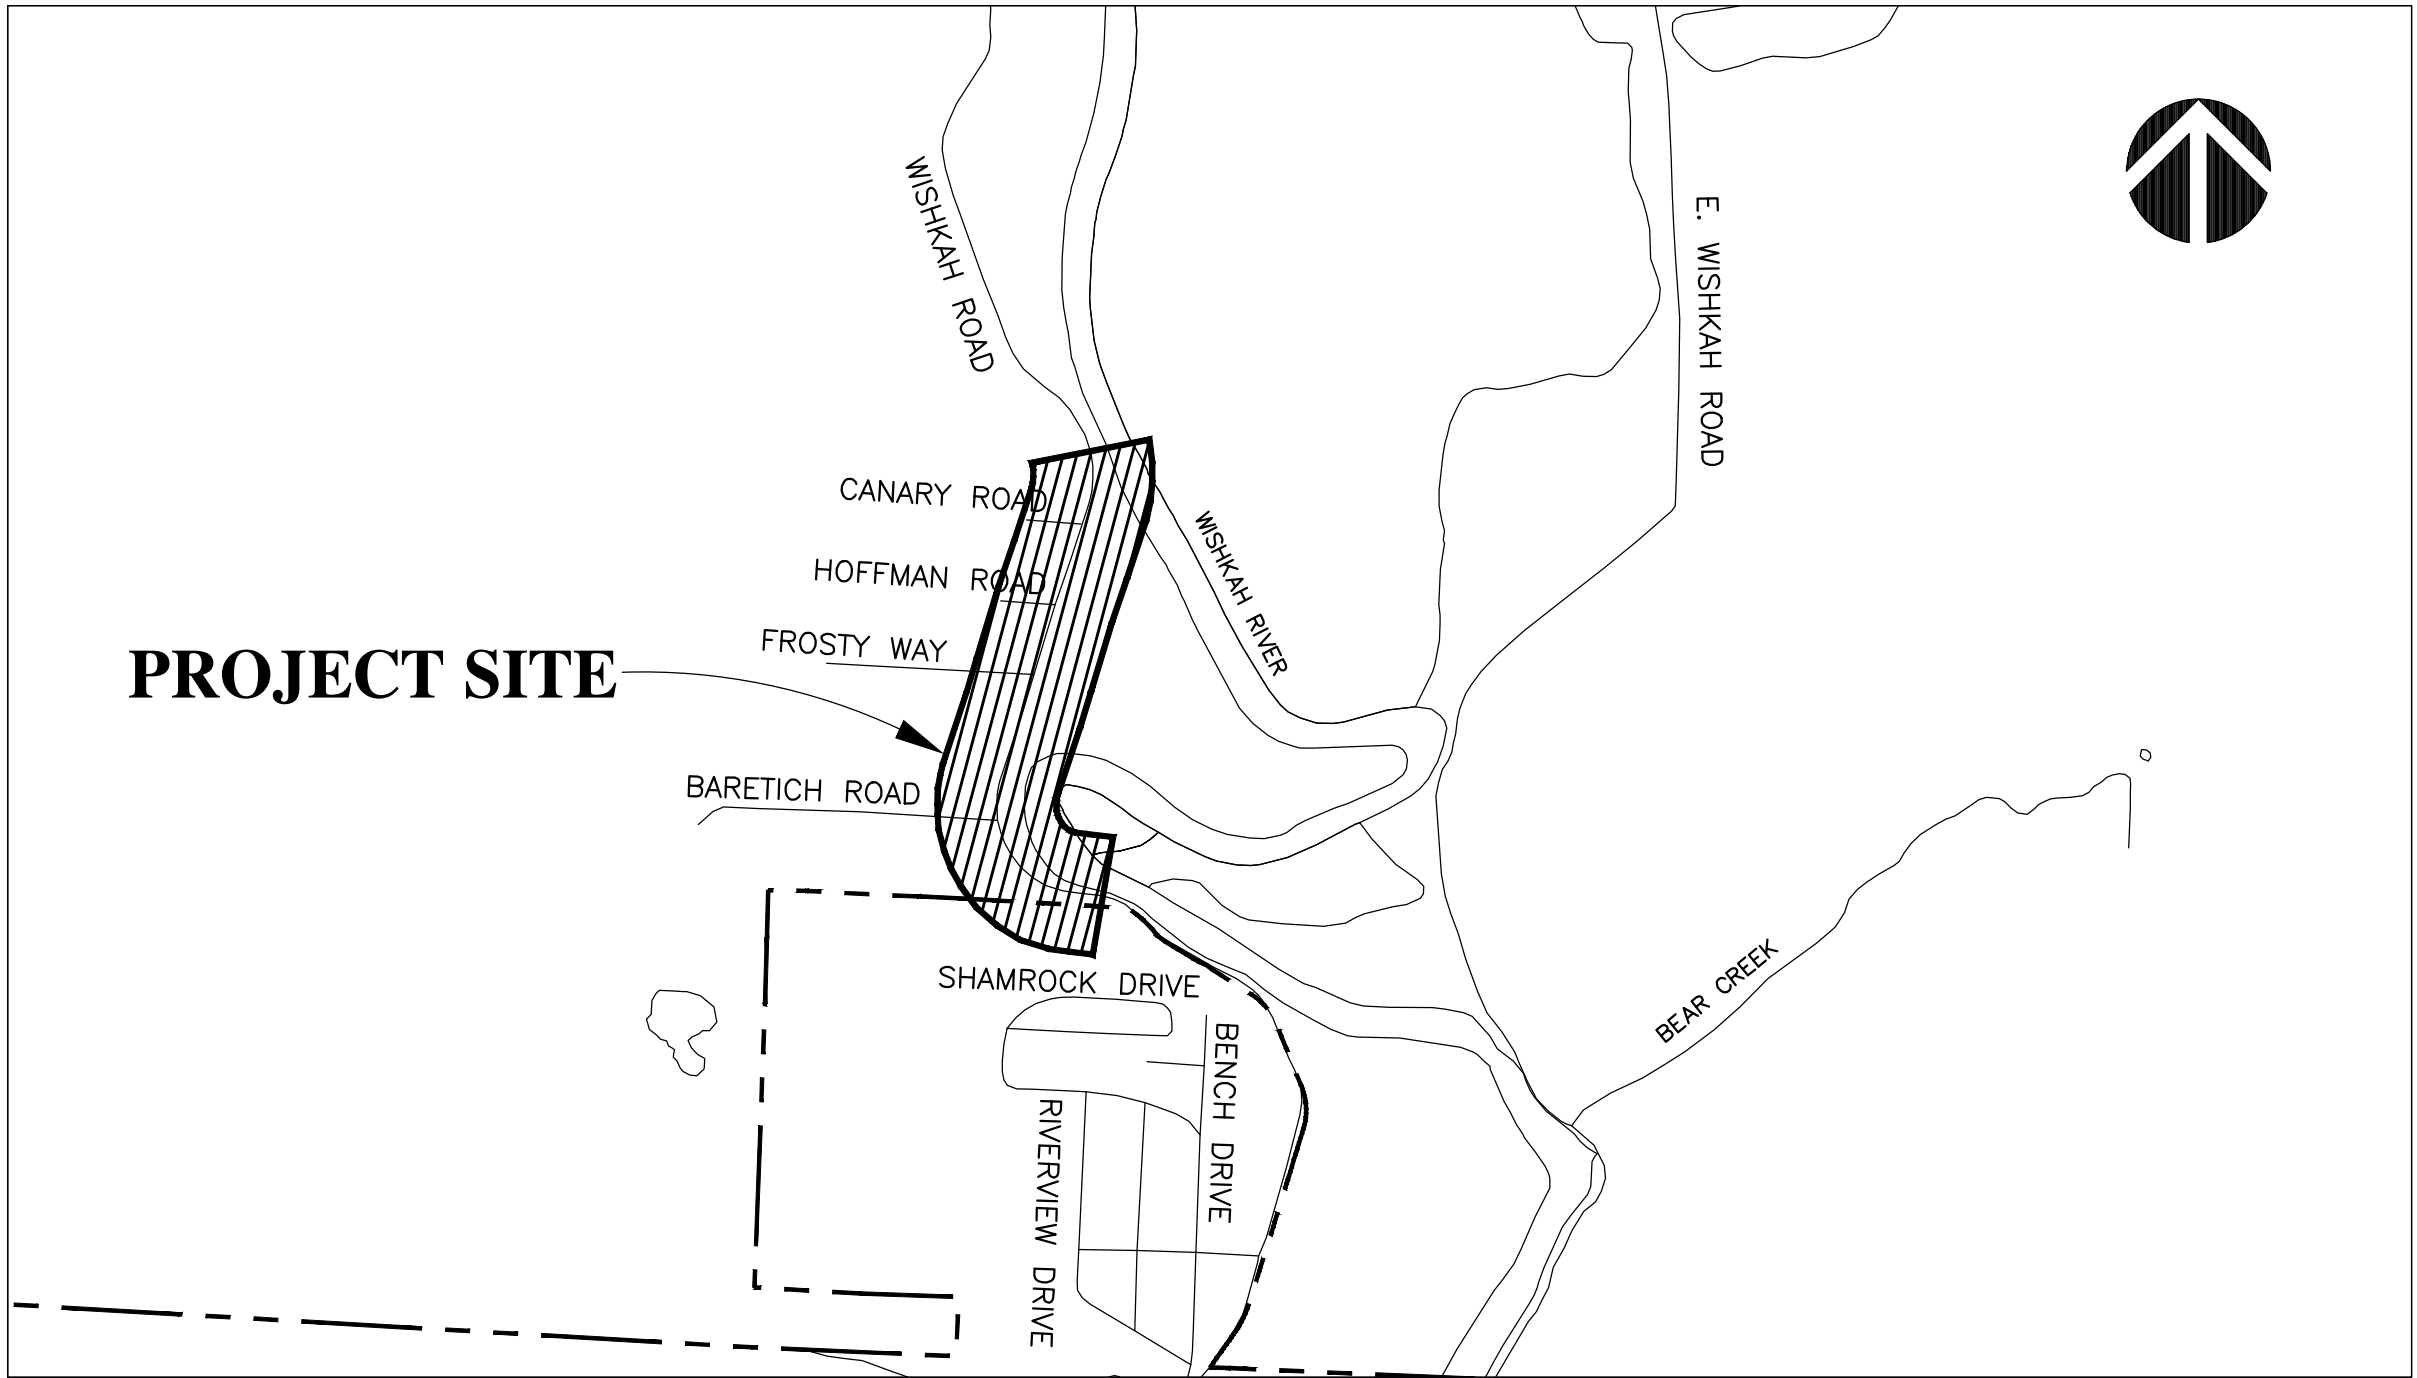 WISHKAH ROAD
E. WISHKAH ROAD
CANARY ROAD
WISHKAH RIVER
HOFFMAN ROAD
FROSTY WAY
PROJECT SITE
BARETICH ROAD
BEAR CREEK
SHAMROCK DRIVE
BENCH DRIVE
RIVERVIEW DRIVE